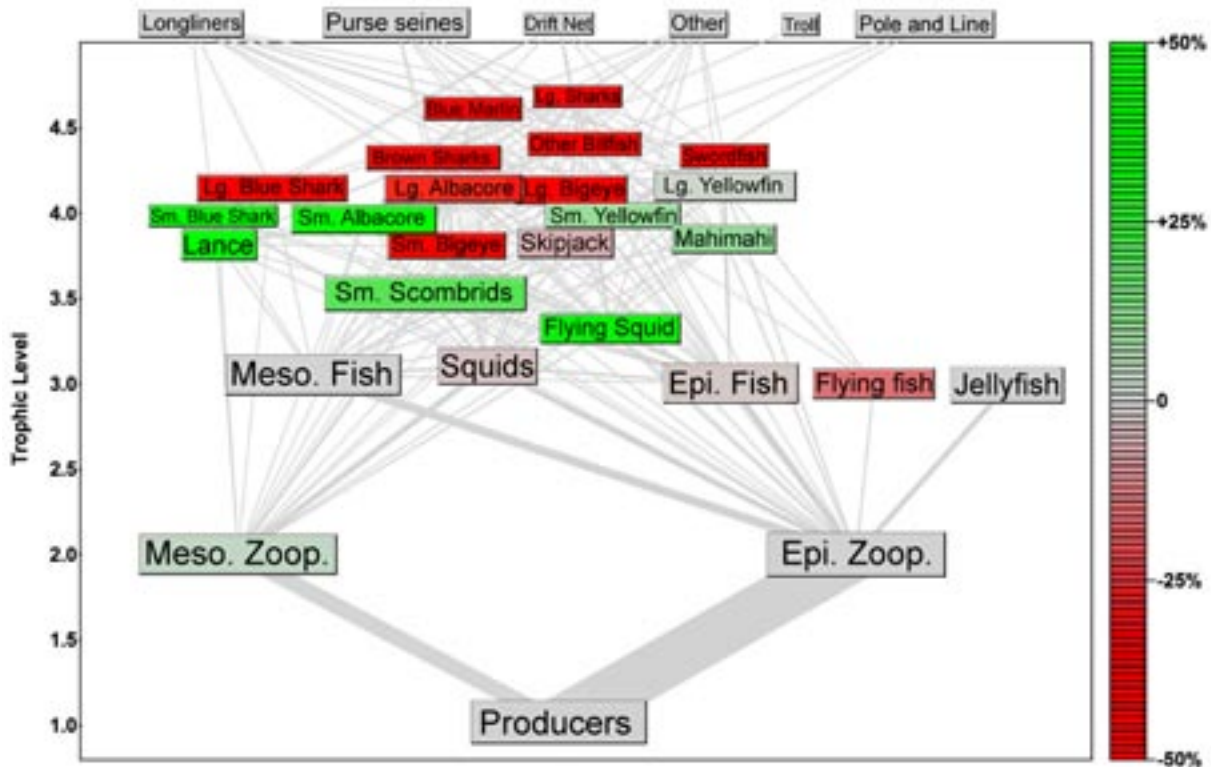 Longliners
Purse seines
Drift Net
Other
Troll
Pole and Line
+50%
Lg. Sharks
Blue Marlin
4.5
Other Billfish
Brown Sharks
Swordfish
Lg. Blue Shark
Lg. Albacore
Lg. Bigeye
Lg. Yellowfin
4.0
Sm. Blue Shark
Sm. Albacore
Sm. Yellowfin
+25%
Lance
Sm. Bigeye
Skipjack
Mahimahi
3.5
Sm. Scombrids
Flying Squid
Trophic Level
3.0
Meso. Fish
Squids
Epi. Fish
Flying fish
Jellyfish
0
2.5
2.0
Meso. Zoop.
Epi. Zoop.
-25%
1.5
1.0
Producers
-50%